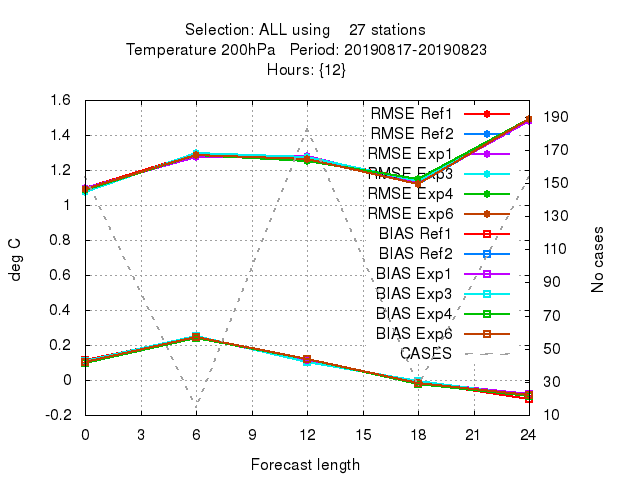 Selection: ALL using 27 stations
Temperature 200hPa Period: 20190817-20190823
Hours: {12}
1.6
1.4
1.2
1
0.8
0.6
0.4
0.2
0
-0.2
deg C
190
170
150
130
110
90
70
50
30
10
No cases
RMSE Ref1
RMSE Ref2
RMSE Exp1
RMSE Exp3
RMSE Exp4
RMSE Exp6
BIAS Ref1
BIAS Ref2
BIAS Exp1
BIAS Exp3
BIAS Exp4
BIAS Exp6
CASES
0 3 6 9 12 15 18 21 24
Forecast length